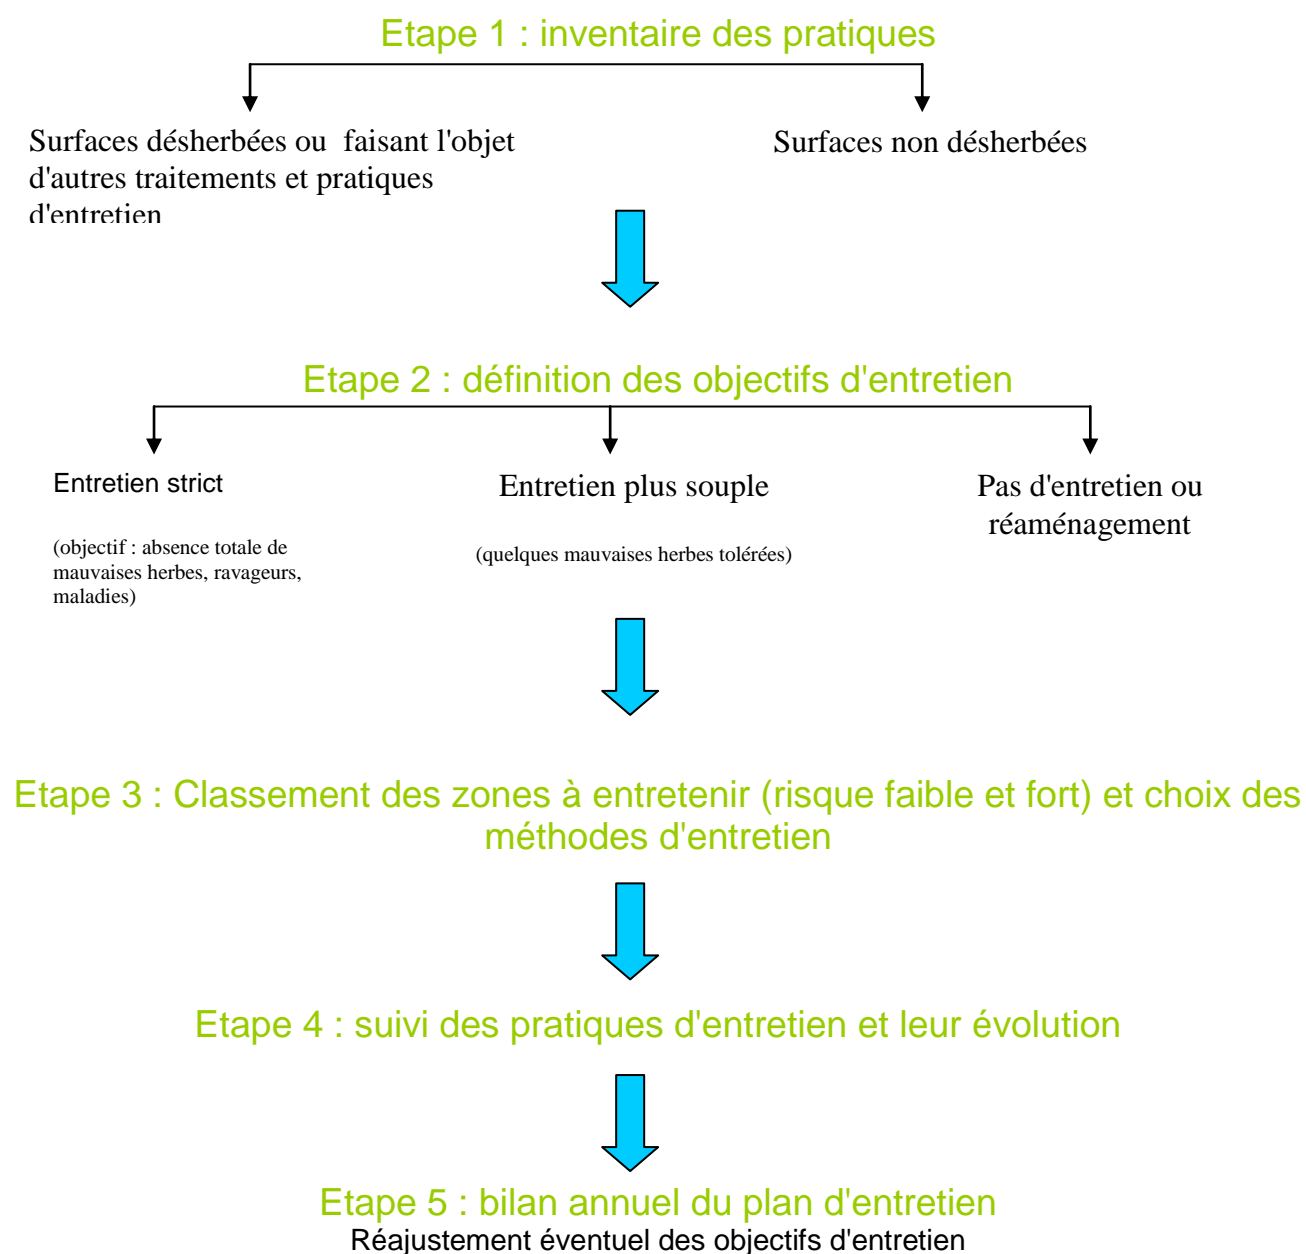 Etape 1 : inventaire des pratiques
Surfaces désherbées ou  faisant l'objet
d'autres traitements et pratiques
d'entretien
Surfaces non désherbées
Etape 2 : définition des objectifs d'entretien
Entretien strict
(objectif : absence totale de
mauvaises herbes, ravageurs,
maladies)
Entretien plus souple
(quelques mauvaises herbes tolérées)
Pas d'entretien ou
réaménagement
Etape 3 : Classement des zones à entretenir (risque faible et fort) et choix des
méthodes d'entretien
Etape 4 : suivi des pratiques d'entretien et leur évolution
Etape 5 : bilan annuel du plan d'entretien
Réajustement éventuel des objectifs d'entretien